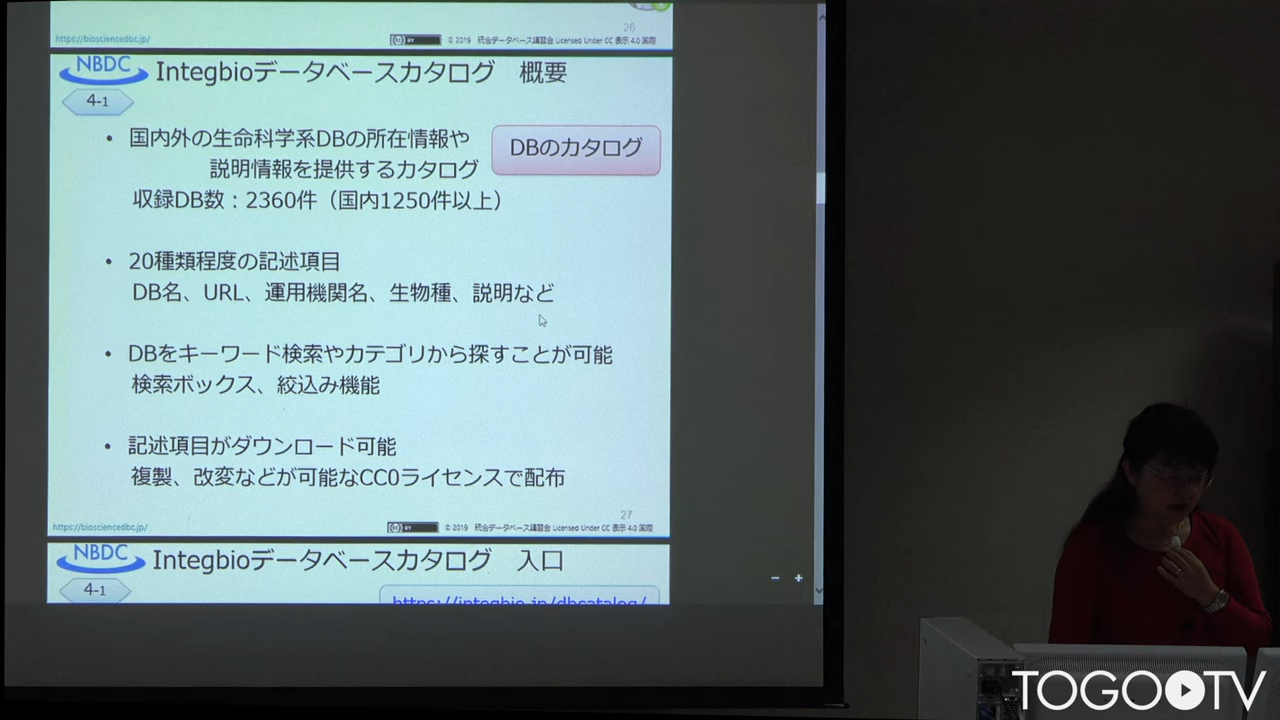 26
https://biosciencedbc.jp/
BY
© 2019 統合データベース講習会 Licensed Under CC 表示 4.0 国際
NBDC
Integbioデータベースカタログ 概要
4-1
• 国内外の生命科学系DBの所在情報や
説明情報を提供するカタログ
DBのカタログ
収録DB数：2360件（国内1250件以上）
• 20種類程度の記述項目
DB名、URL、運用機関名、生物種、説明など
• DBをキーワード検索やカテゴリから探すことが可能
検索ボックス、絞込み機能
• 記述項目がダウンロード可能
複製、改変などが可能なCC0ライセンスで配布
27
https://biosciencedbc.jp/
BY
© 2019 統合データベース講習会 Licensed Under CC 表示 4.0 国際
NBDC
Integbioデータベースカタログ 入口
4-1
https://integbio.jp/dbcatalog/
TOGOTV